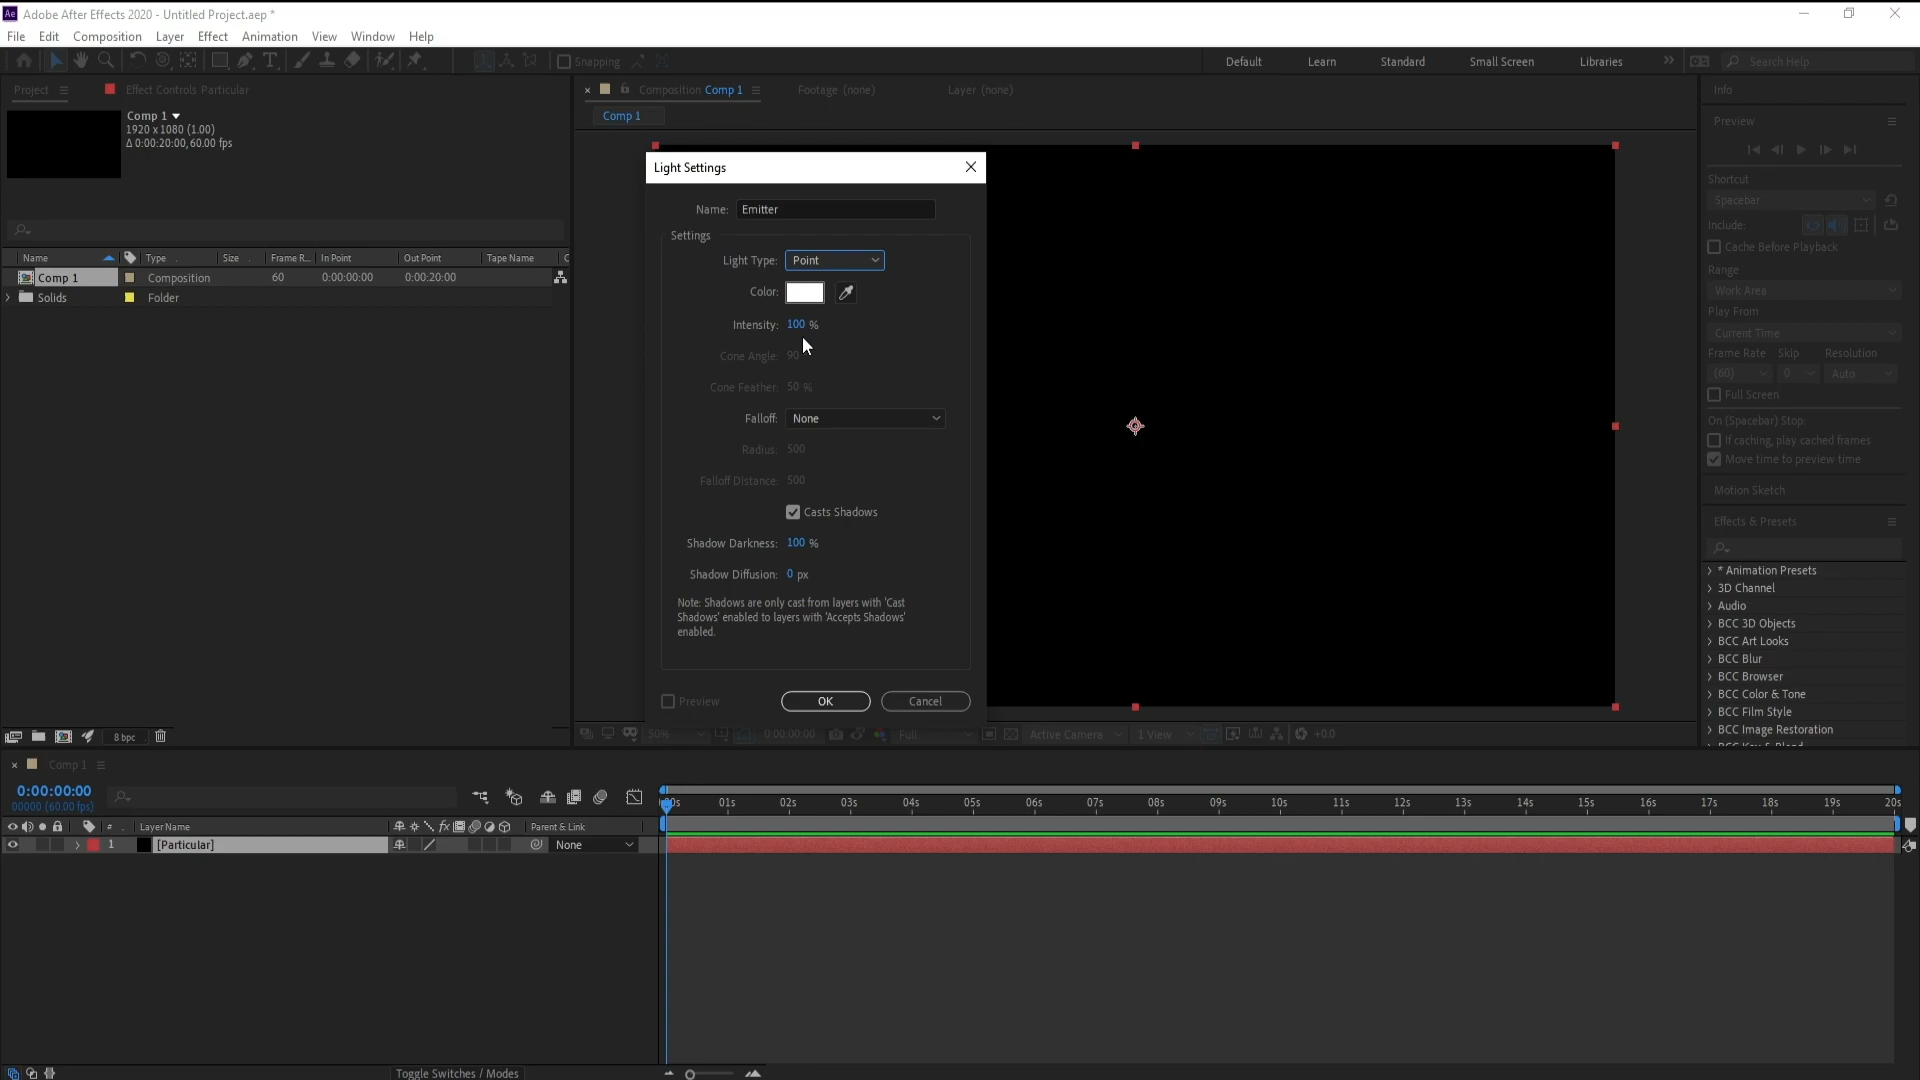 Ae Adobe After Effects 2020 - Untitled Project.aep *
File Edit Composition Layer Effect Animation View Window Help
Snapping Default Learn Standard Small Screen Libraries Search Help
Project Effect Controls Particular
Comp 1
1920 x 1080 (1.00)
Δ 0:00:20:00, 60.00 fps
Name Type Size Frame R... In Point Out Point Tape Name C
Comp 1 Composition 60 0:00:00:00 0:00:20:00
Solids Folder
8 bpc
Composition Comp 1 Footage (none) Layer (none)
Comp 1
Light Settings
Name: Emitter
Settings
Light Type: Point
Color:
Intensity: 100 %
Cone Angle: 90
Cone Feather: 50 %
Falloff: None
Radius: 500
Falloff Distance: 500
Casts Shadows
Shadow Darkness: 100 %
Shadow Diffusion: 0 px
Note: Shadows are only cast from layers with 'Cast
Shadows' enabled to layers with 'Accepts Shadows'
enabled.
Preview OK Cancel
50% 0:00:00:00 Full Active Camera 1 View +0.0
Info
Preview
Shortcut
Spacebar
Include:
Cache Before Playback
Range
Work Area
Play From
Current Time
Frame Rate Skip Resolution
(60) 0 Auto
Full Screen
On (Spacebar) Stop:
If caching, play cached frames
Move time to preview time
Motion Sketch
Effects & Presets
* Animation Presets
3D Channel
Audio
BCC 3D Objects
BCC Art Looks
BCC Blur
BCC Browser
BCC Color & Tone
BCC Film Style
BCC Image Restoration
Comp 1
0:00:00:00
00000 (60.00 fps)
00s 01s 02s 03s 04s 05s 06s 07s 08s 09s 10s 11s 12s 13s 14s 15s 16s 17s 18s 19s 20s
# Layer Name fx Parent & Link
1 [Particular] None
Toggle Switches / Modes